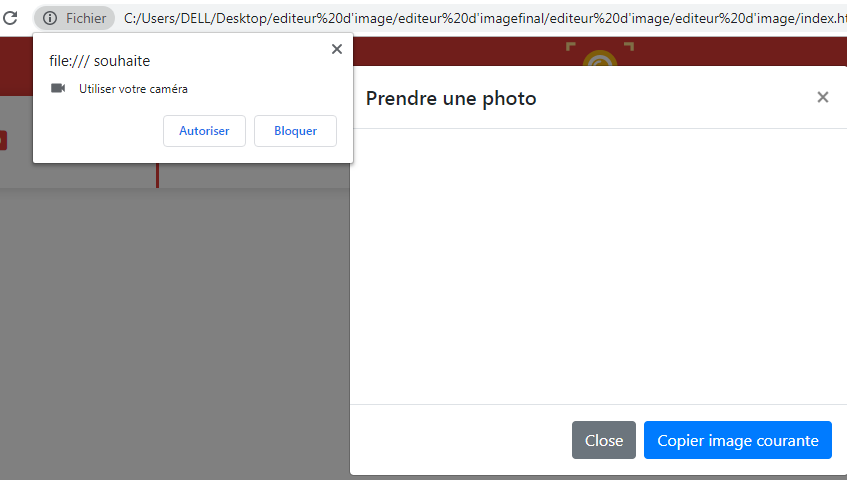 Fichier C:/Users/DELL/Desktop/editeur%20d'image/editeur%20d'imagefinal/editeur%20d'image/editeur%20d'image/index.ht
file:/// souhaite
Utiliser votre caméra
Autoriser Bloquer
Prendre une photo
Close Copier image courante